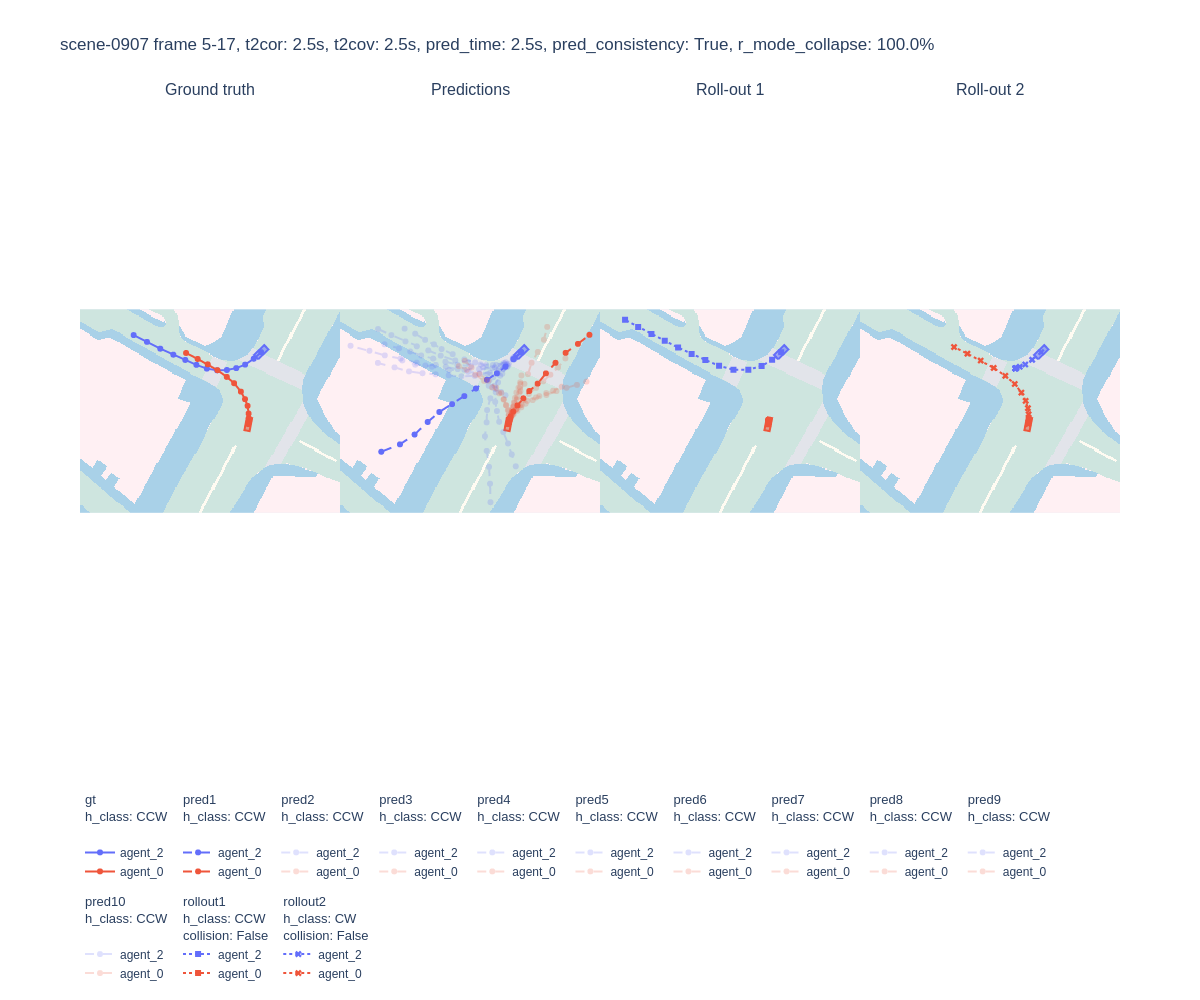 scene-0907 frame 5-17, t2cor: 2.5s, t2cov: 2.5s, pred_time: 2.5s, pred_consistency: True, r_mode_collapse: 100.0%
Ground truth Predictions Roll-out 1 Roll-out 2
gt pred1 pred2 pred3 pred4 pred5 pred6 pred7 pred8 pred9
h_class: CCW h_class: CCW h_class: CCW h_class: CCW h_class: CCW h_class: CCW h_class: CCW h_class: CCW h_class: CCW h_class: CCW
agent_2 agent_2 agent_2 agent_2 agent_2 agent_2 agent_2 agent_2 agent_2 agent_2
agent_0 agent_0 agent_0 agent_0 agent_0 agent_0 agent_0 agent_0 agent_0 agent_0
pred10 rollout1 rollout2
h_class: CCW h_class: CCW h_class: CW
collision: False collision: False
agent_2 agent_2 agent_2
agent_0 agent_0 agent_0